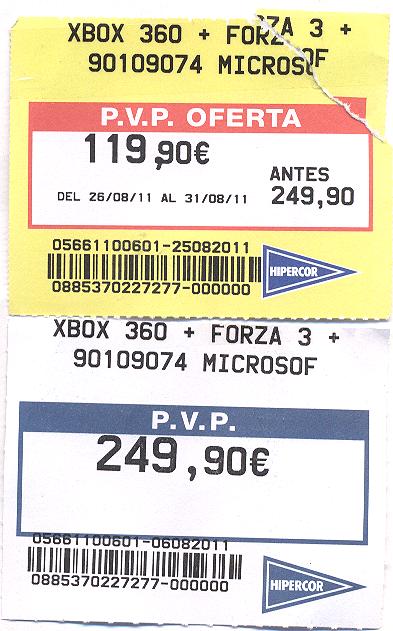 XBOX 360 + FORZA 3 +
90109074 MICROSOF
P.V.P. OFERTA
119,90€
ANTES
DEL 26/08/11 AL 31/08/11 249,90
05661100601-25082011
HIPERCOR
0885370227277-000000
XBOX 360 + FORZA 3 +
90109074 MICROSOF
P.V.P.
249,90€
05661100601-06082011
HIPERCOR
0885370227277-000000